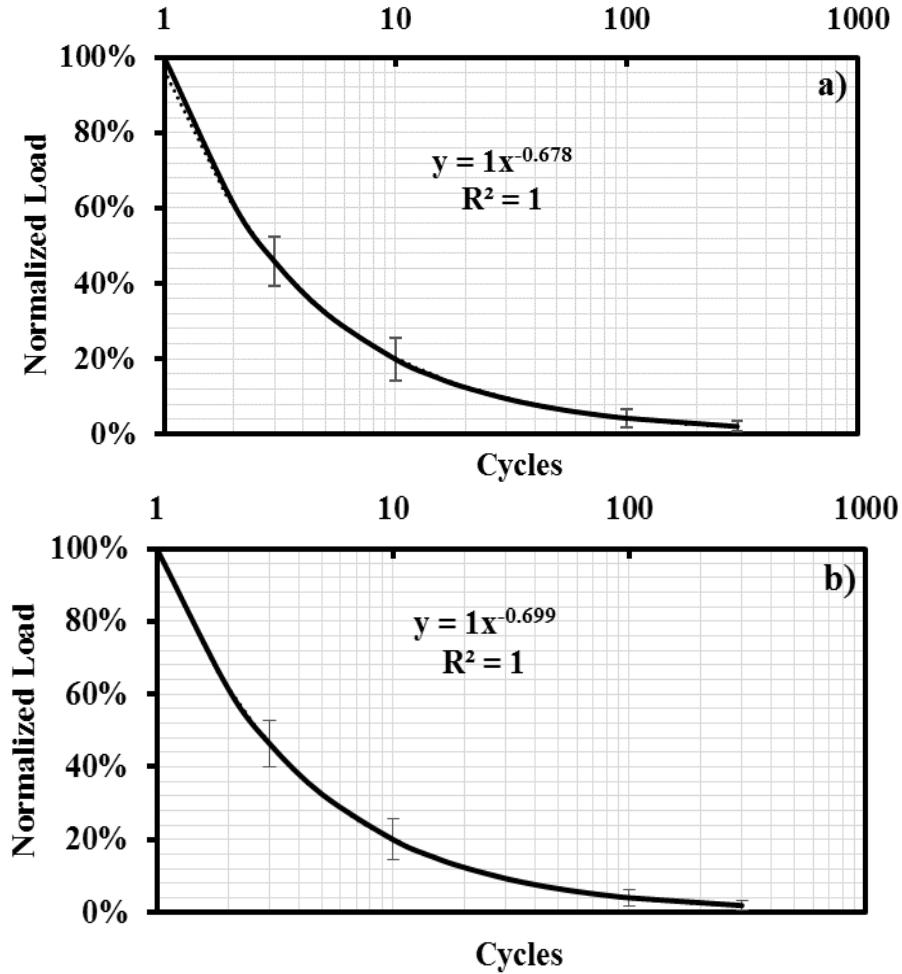 1 10 100 1000
100%
a)
80%
y = 1x^-0.678
R² = 1
60%
40%
20%
0%
Normalized Load
Cycles
1 10 100 1000
100%
b)
80%
y = 1x^-0.699
R² = 1
60%
40%
20%
0%
Normalized Load
Cycles